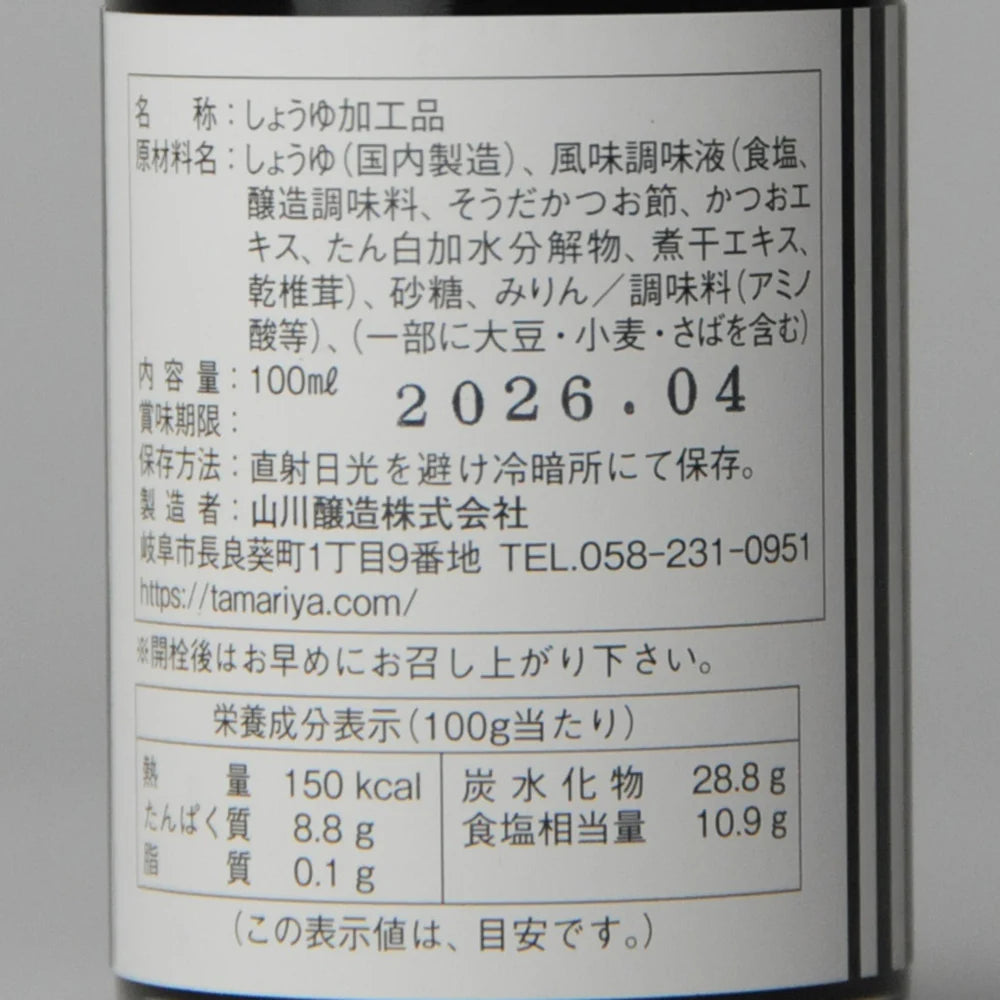 名　称：しょうゆ加工品
原材料名：しょうゆ（国内製造）、風味調味液（食塩、
醸造調味料、そうだかつお節、かつおエ
キス、たん白加水分解物、煮干エキス、
乾椎茸）、砂糖、みりん／調味料（アミノ
酸等）、（一部に大豆・小麦・さばを含む）
内容量：100㎖
賞味期限：2026.04
保存方法：直射日光を避け冷暗所にて保存。
製造者：山川醸造株式会社
岐阜市長良葵町1丁目9番地 TEL.058-231-0951
https://tamariya.com/
※開栓後はお早めにお召し上がり下さい。
栄養成分表示（100g当たり）
熱量 150 kcal 炭水化物 28.8 g
たんぱく質 8.8 g 食塩相当量 10.9 g
脂質 0.1 g
（この表示値は、目安です。）